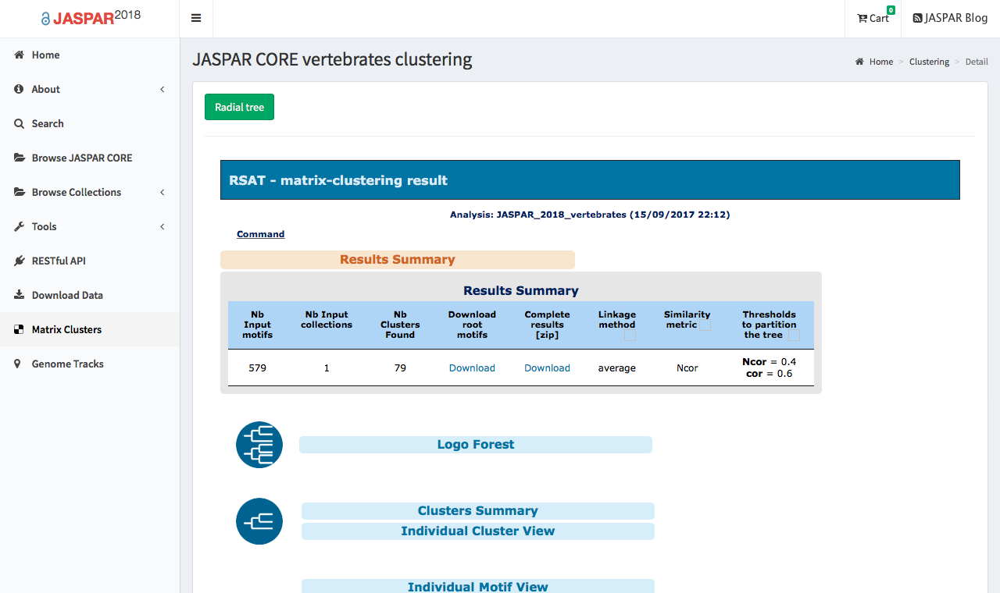 JASPAR2018
Cart 0
JASPAR Blog
Home
About
Search
Browse JASPAR CORE
Browse Collections
Tools
RESTful API
Download Data
Matrix Clusters
Genome Tracks
JASPAR CORE vertebrates clustering
Home > Clustering > Detail
Radial tree
RSAT - matrix-clustering result
Analysis: JASPAR_2018_vertebrates (15/09/2017 22:12)
Command
Results Summary
Results Summary
Nb Input motifs
Nb Input collections
Nb Clusters Found
Download root motifs
Complete results [zip]
Linkage method
Similarity metric
Thresholds to partition the tree
579
1
79
Download
Download
average
Ncor
Ncor = 0.4
cor = 0.6
Logo Forest
Clusters Summary
Individual Cluster View
Individual Motif View